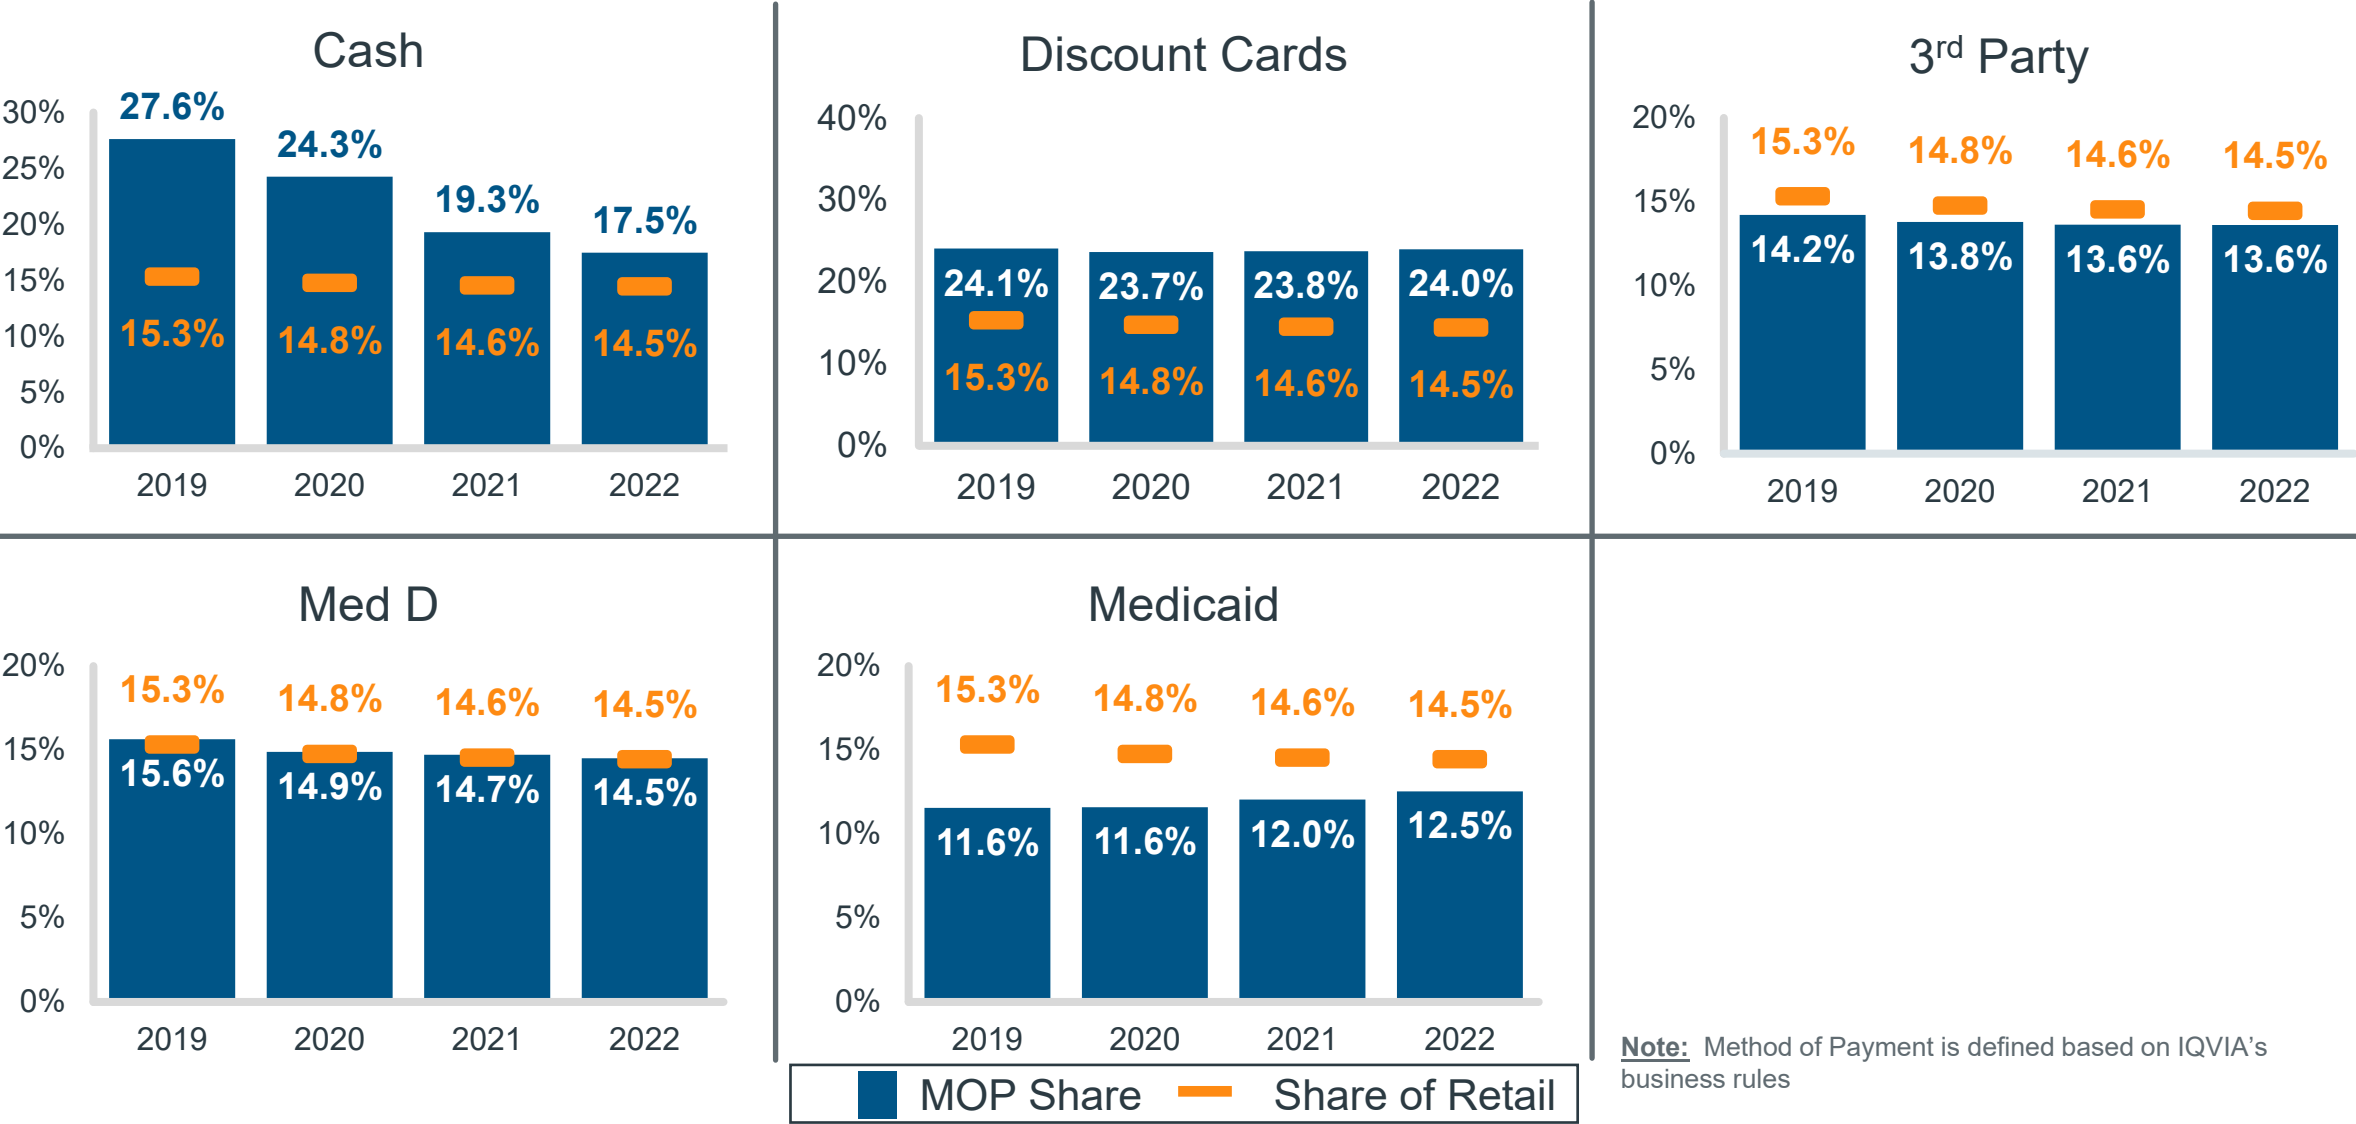 Cash
30%
25%
20%
15%
10%
5%
0%
27.6%
24.3%
19.3%
17.5%
15.3%
14.8%
14.6%
14.5%
2019 2020 2021 2022
Discount Cards
40%
30%
20%
10%
0%
24.1% 23.7% 23.8% 24.0%
15.3% 14.8% 14.6% 14.5%
2019 2020 2021 2022
3rd Party
20%
15%
10%
5%
0%
15.3% 14.8% 14.6% 14.5%
14.2% 13.8% 13.6% 13.6%
2019 2020 2021 2022
Med D
20%
15%
10%
5%
0%
15.3% 14.8% 14.6% 14.5%
15.6% 14.9% 14.7% 14.5%
2019 2020 2021 2022
Medicaid
20%
15%
10%
5%
0%
15.3% 14.8% 14.6% 14.5%
11.6% 11.6% 12.0% 12.5%
2019 2020 2021 2022
MOP Share Share of Retail
Note: Method of Payment is defined based on IQVIA’s
business rules